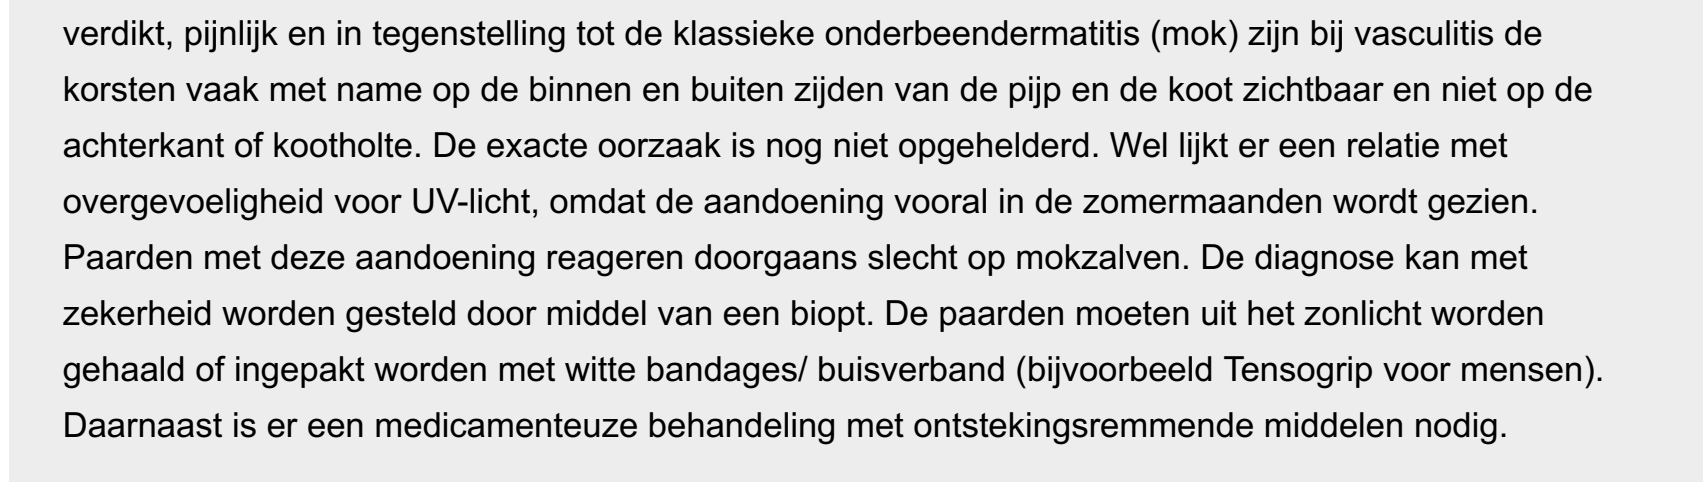 verdikt, pijnlijk en in tegenstelling tot de klassieke onderbeendermatitis (mok) zijn bij vasculitis de
korsten vaak met name op de binnen en buiten zijden van de pijp en de koot zichtbaar en niet op de
achterkant of kootholte. De exacte oorzaak is nog niet opgehelderd. Wel lijkt er een relatie met
overgevoeligheid voor UV-licht, omdat de aandoening vooral in de zomermaanden wordt gezien.
Paarden met deze aandoening reageren doorgaans slecht op mokzalven. De diagnose kan met
zekerheid worden gesteld door middel van een biopt. De paarden moeten uit het zonlicht worden
gehaald of ingepakt worden met witte bandages/ buisverband (bijvoorbeeld Tensogrip voor mensen).
Daarnaast is er een medicamenteuze behandeling met ontstekingsremmende middelen nodig.